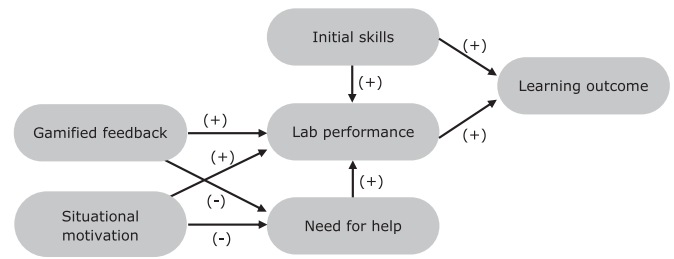 Initial skills
(+)
Learning outcome
(+)
Gamified feedback
(+)
Lab performance
(+)
(+)
(-)
(+)
Situational
motivation
(-)
Need for help